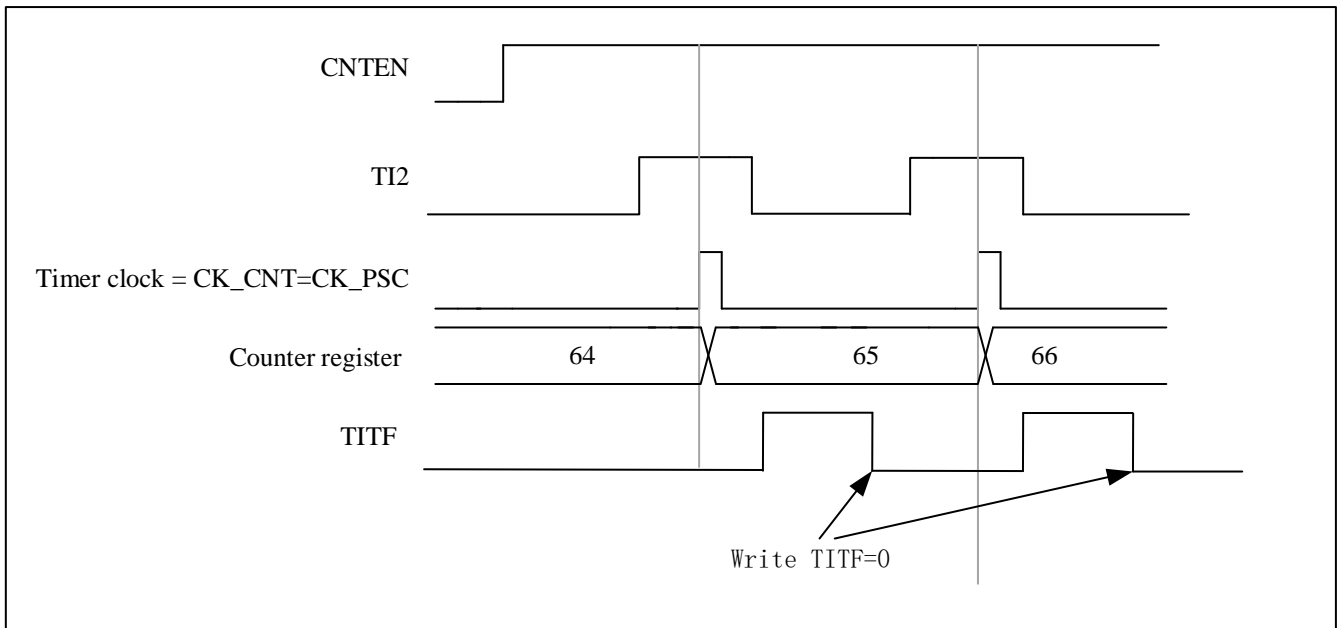 CNTEN
TI2
Timer clock = CK_CNT=CK_PSC
Counter register 64 65 66
TITF
Write TITF=0